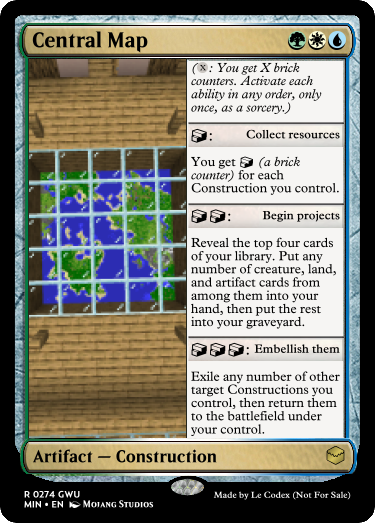 Central Map
(X: You get X brick
counters. Activate each
ability in any order, only
once, as a sorcery.)
: Collect resources
You get (a brick
counter) for each
Construction you control.
: Begin projects
Reveal the top four cards
of your library. Put any
number of creature, land,
and artifact cards from
among them into your
hand, then put the rest
into your graveyard.
: Embellish them
Exile any number of other
target Constructions you
control, then return them
to the battlefield under
your control.
Artifact — Construction
R 0274 GWU
MIN • EN Mojang Studios
Made by Le Codex (Not For Sale)